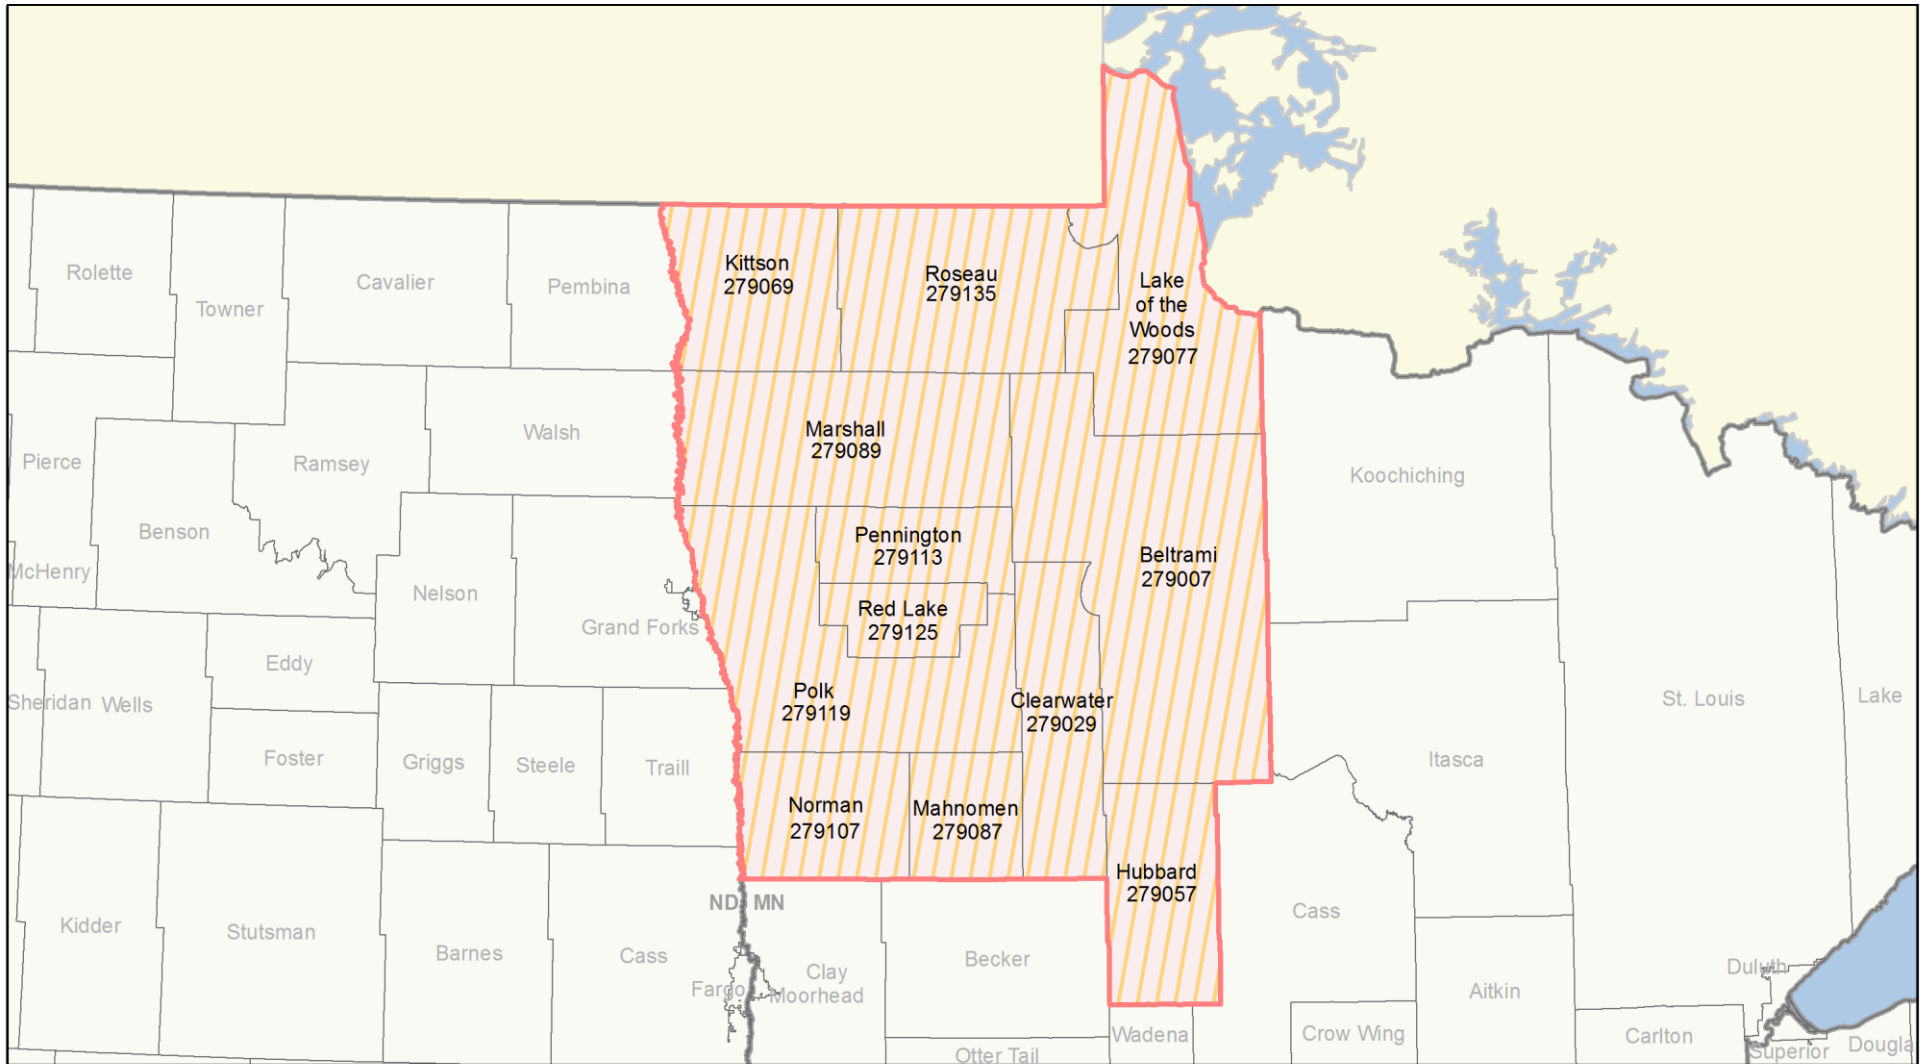 Rolette
Towner
Cavalier
Pembina
Kittson
279069
Roseau
279135
Lake
of the
Woods
279077
Pierce
Ramsey
Walsh
Marshall
279089
Koochiching
Benson
McHenry
Nelson
Grand Forks
Pennington
279113
Red Lake
279125
Beltrami
279007
Eddy
Sheridan
Wells
Polk
279119
Clearwater
279029
St. Louis
Lake
Foster
Griggs
Steele
Traill
Itasca
Norman
279107
Mahnomen
279087
Hubbard
279057
ND
MN
Kidder
Stutsman
Barnes
Cass
Fargo
Clay
Moorhead
Becker
Cass
Duluth
Aitkin
Wadena
Crow Wing
Carlton
Superior
Dougla
Otter Tail